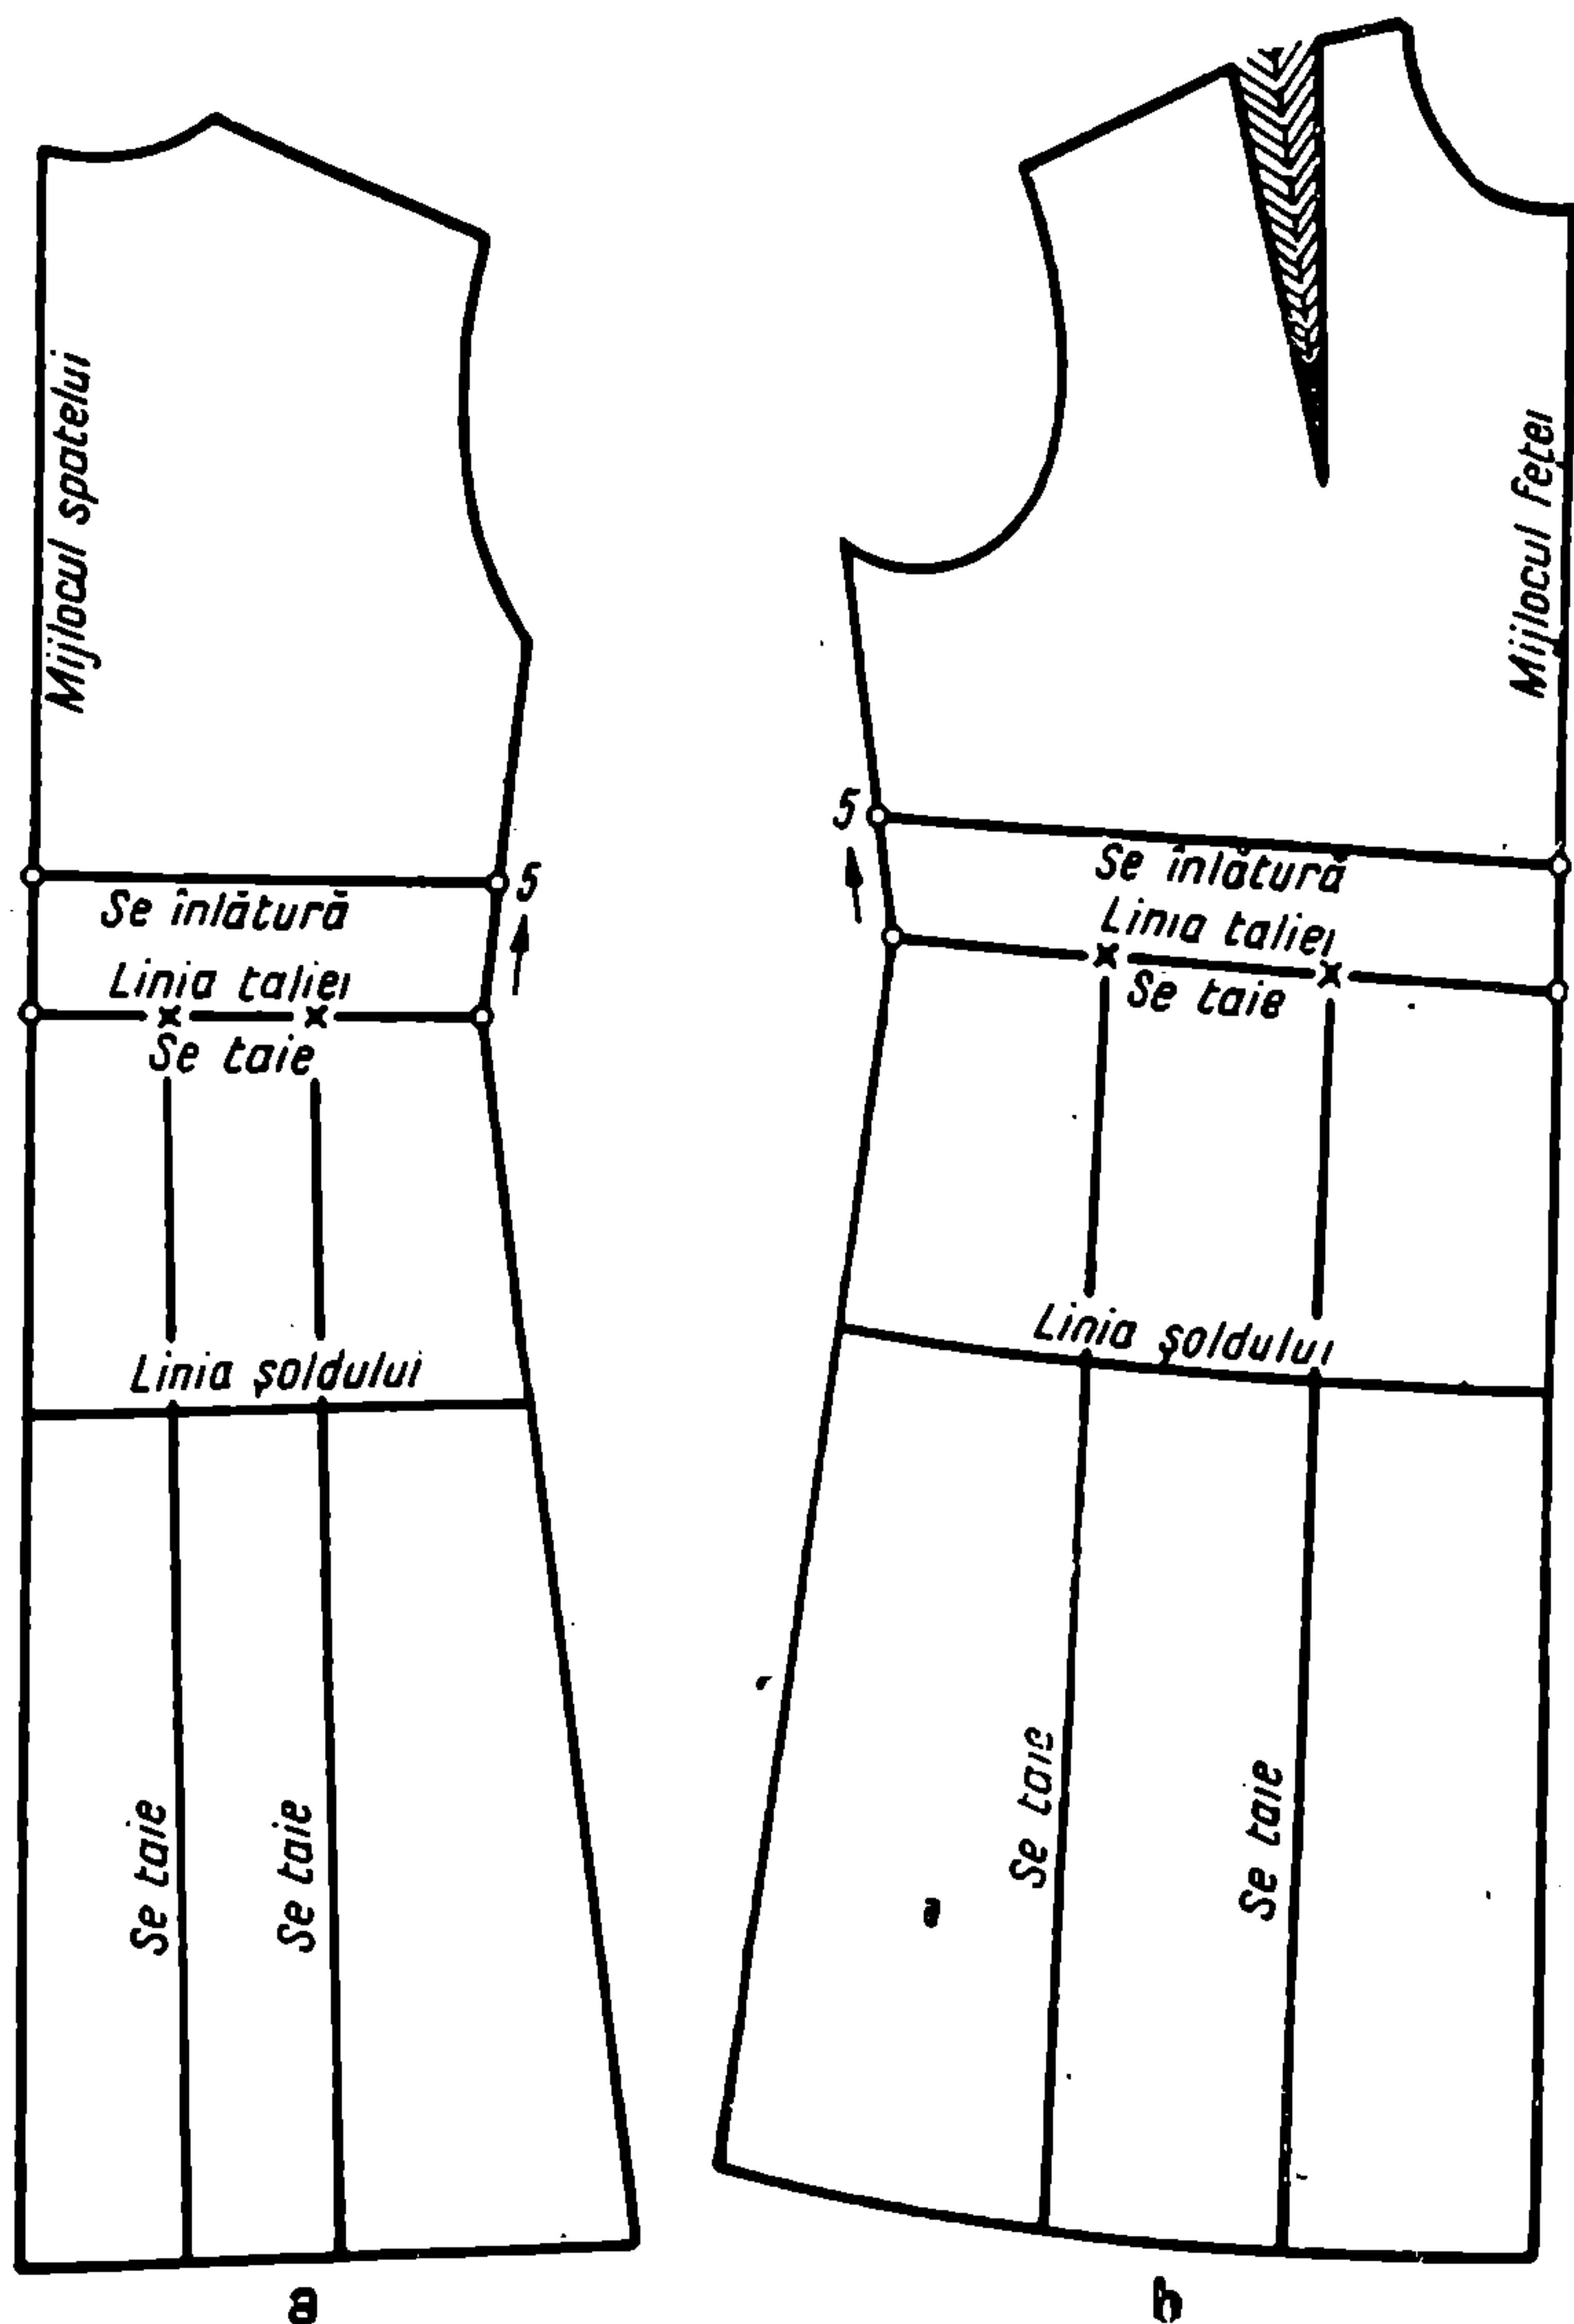 Mijlocul spatelui
5
Se înlătură
Linia taliei
Se taie
Linia șoldului
Se taie
Se taie
a
Mijlocul feței
5
Se înlătură
Linia taliei
Se taie
Linia șoldului
Se taie
Se taie
b